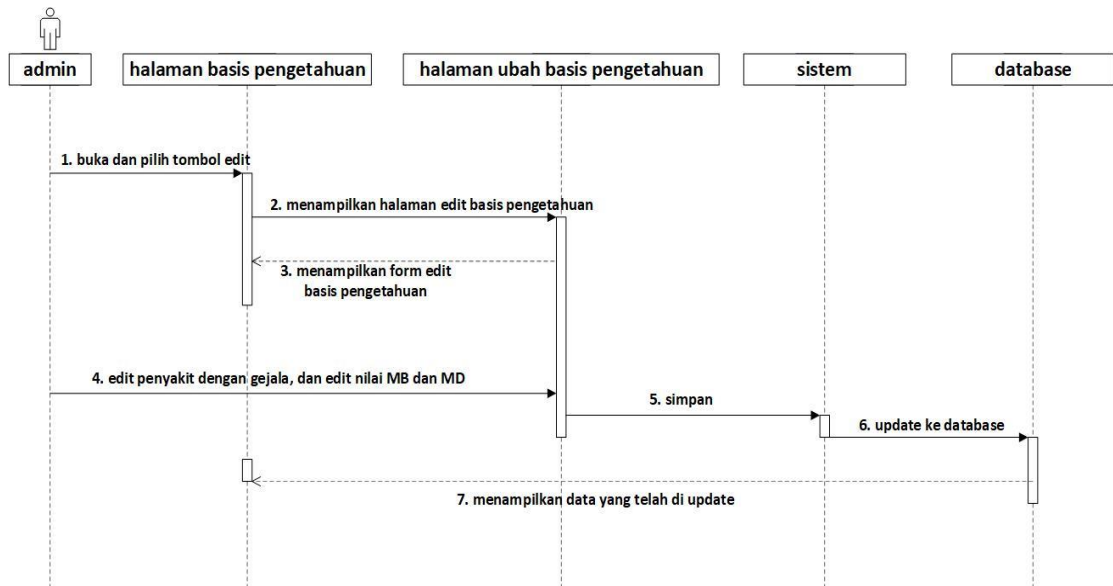 admin
halaman basis pengetahuan
halaman ubah basis pengetahuan
sistem
database
1. buka dan pilih tombol edit
2. menampilkan halaman edit basis pengetahuan
3. menampilkan form edit
basis pengetahuan
4. edit penyakit dengan gejala, dan edit nilai MB dan MD
5. simpan
6. update ke database
7. menampilkan data yang telah di update